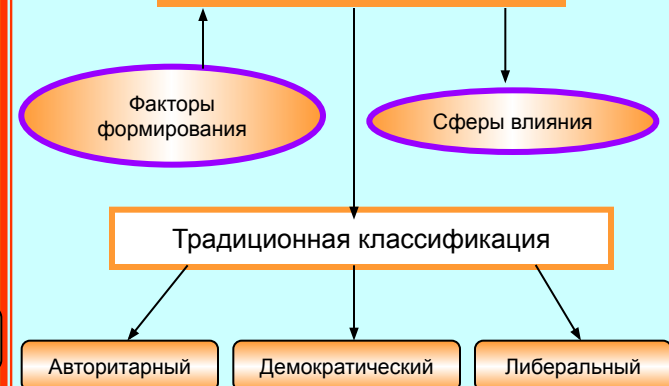 Факторы
формирования
Сферы влияния
Традиционная классификация
Авторитарный
Демократический
Либеральный